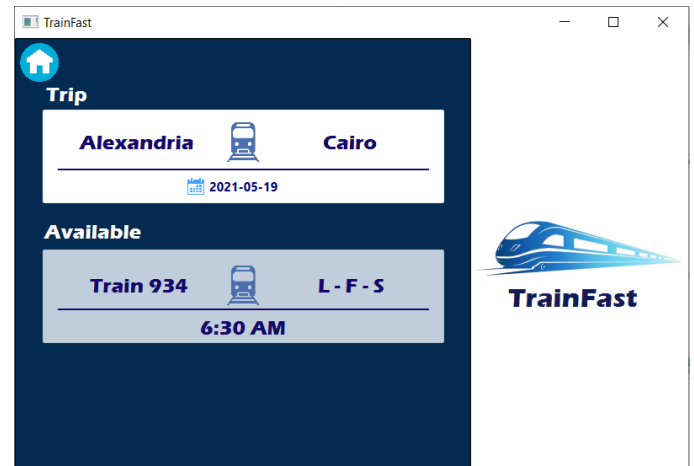 TrainFast
Trip
Alexandria Cairo
2021-05-19
Available
Train 934 L - F - S
6:30 AM
TrainFast